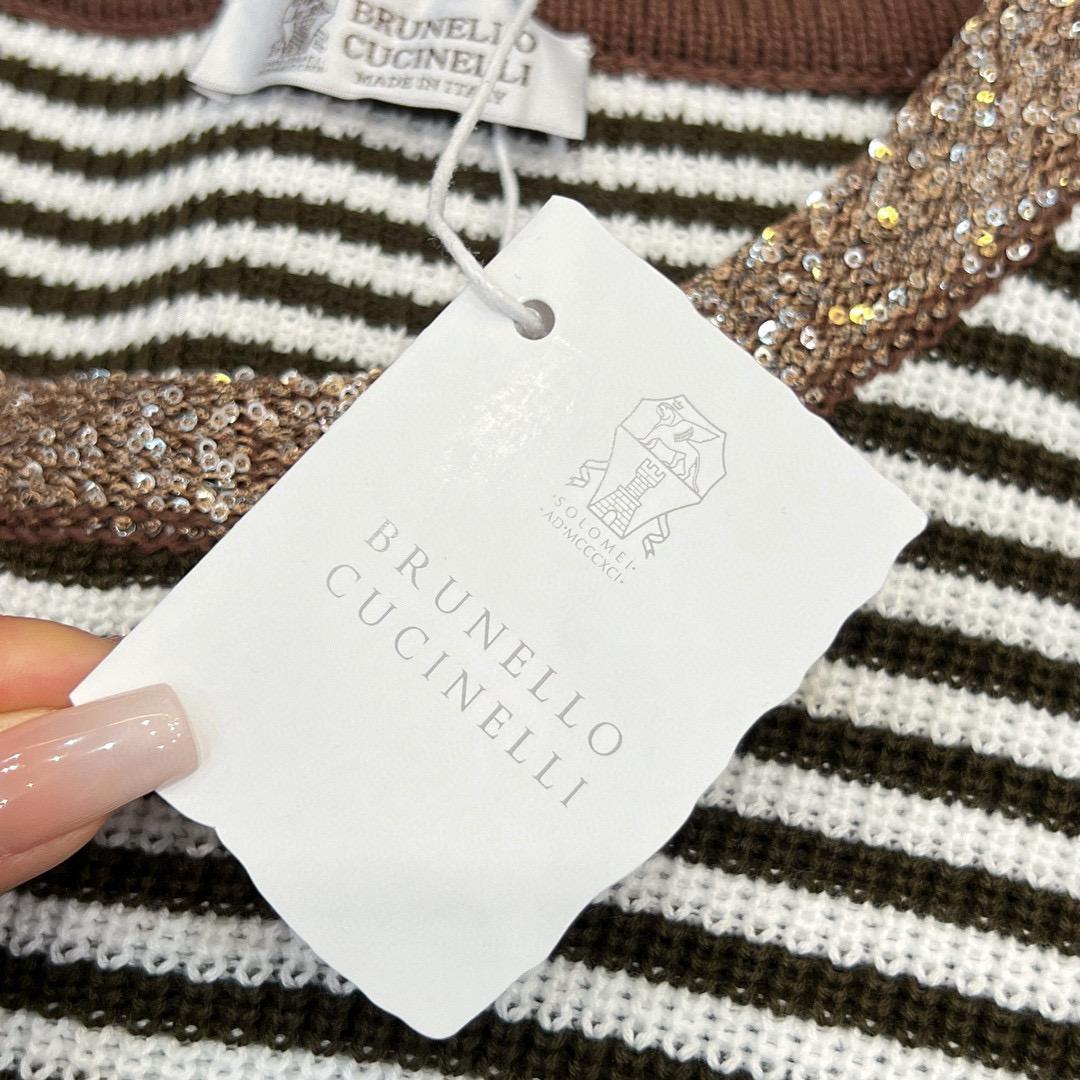 BRUNELLO
CUCINELLI
MADE IN ITALY
·SOLOMEI·
·AD·MCCCXCI·
BRUNELLO
CUCINELLI